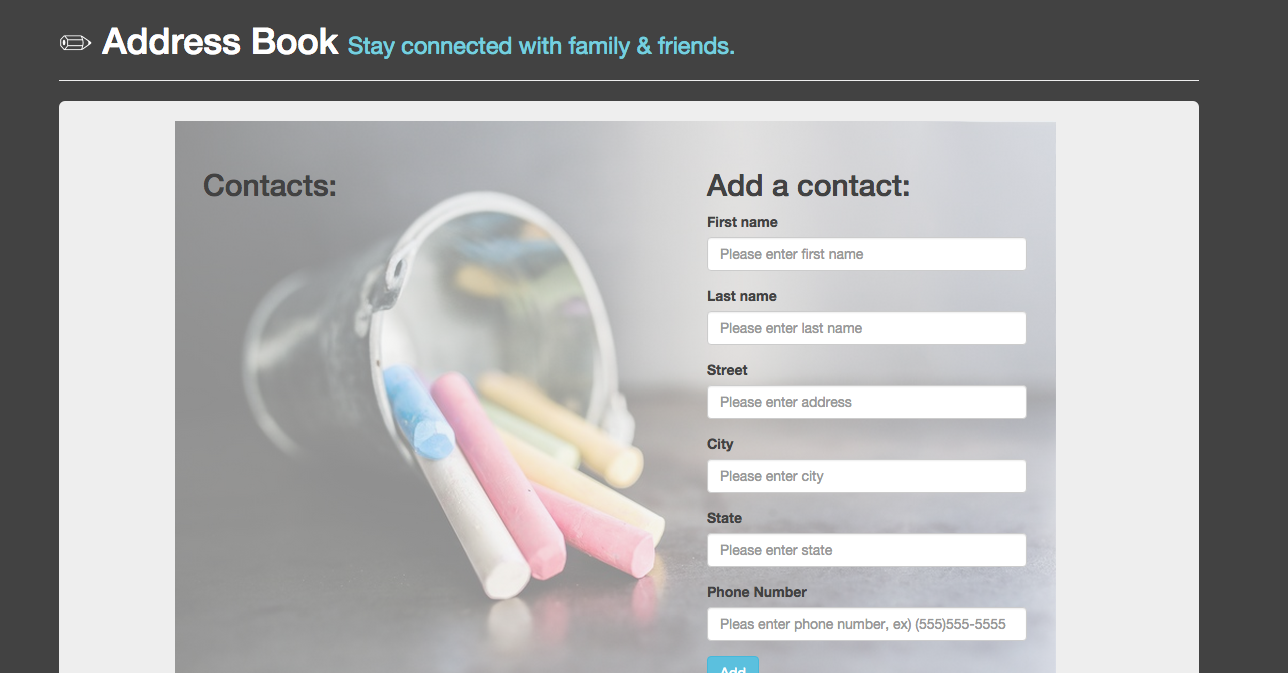 Address Book Stay connected with family & friends.
Contacts:
Add a contact:
First name
Please enter first name
Last name
Please enter last name
Street
Please enter address
City
Please enter city
State
Please enter state
Phone Number
Pleas enter phone number, ex) (555)555-5555
Add